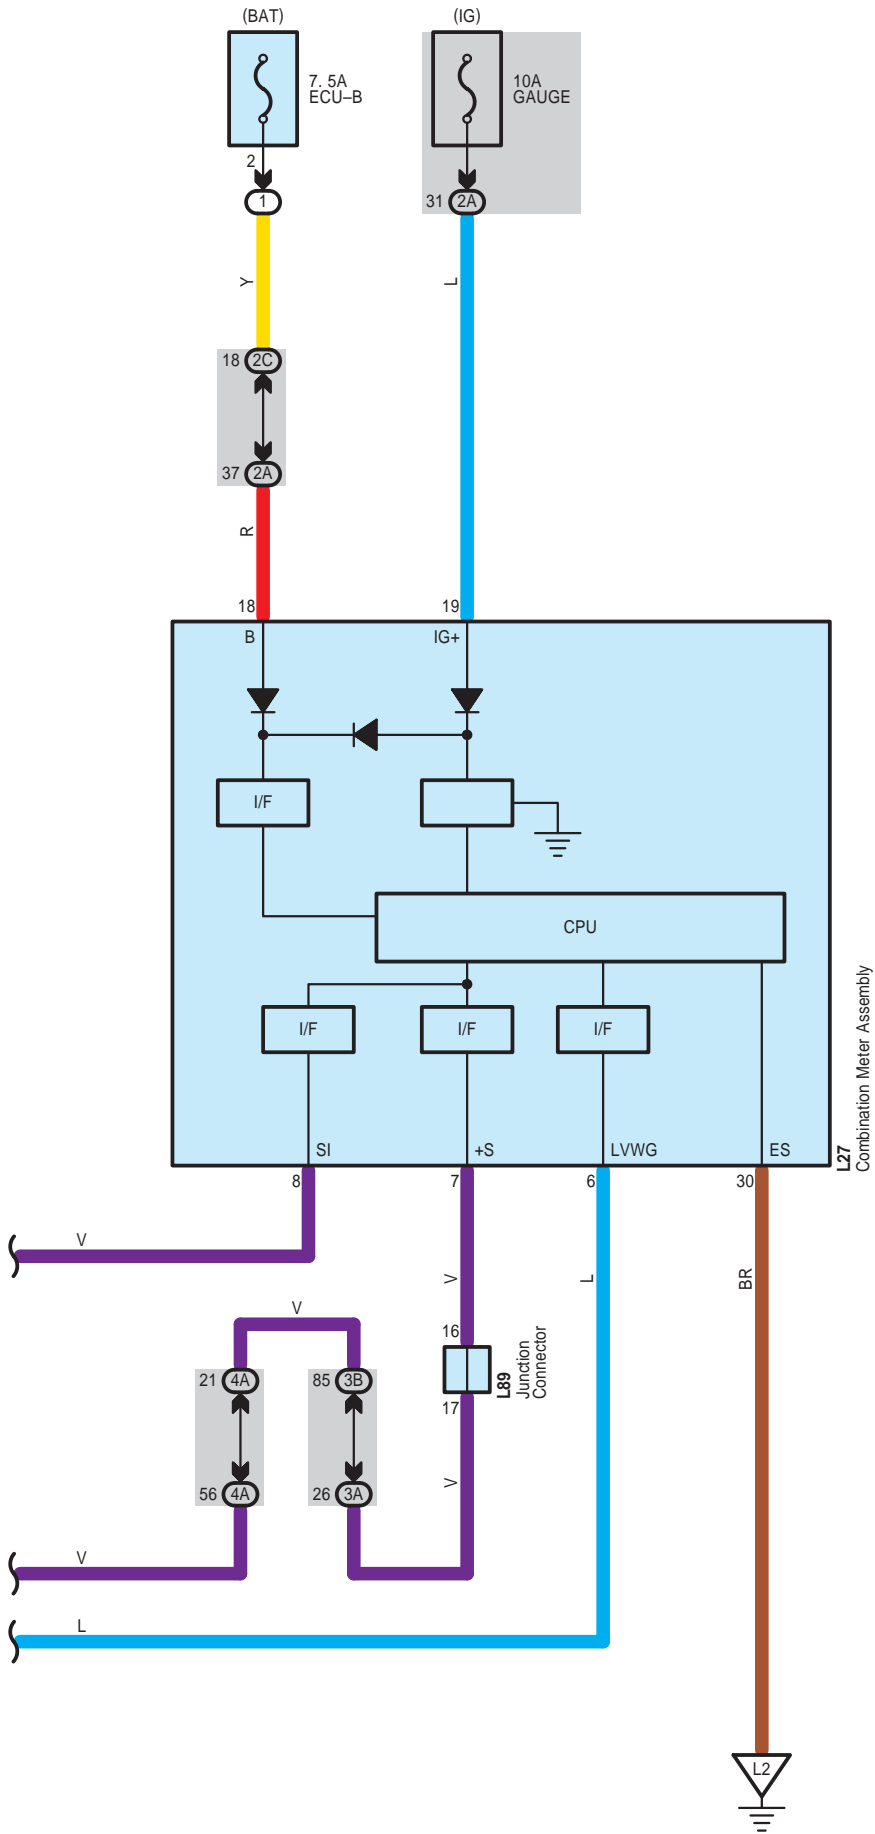 (BAT)
(IG)
7. 5A
ECU–B
10A
GAUGE
2
1
31
2A
Y
L
18
2C
37
2A
R
18
19
B
IG+
I/F
CPU
I/F
I/F
I/F
SI
+S
LVWG
ES
L27
Combination Meter Assembly
8
7
6
30
V
V
L
BR
V
16
L89
Junction
Connector
21
4A
85
3B
17
V
56
4A
26
3A
V
L
L2